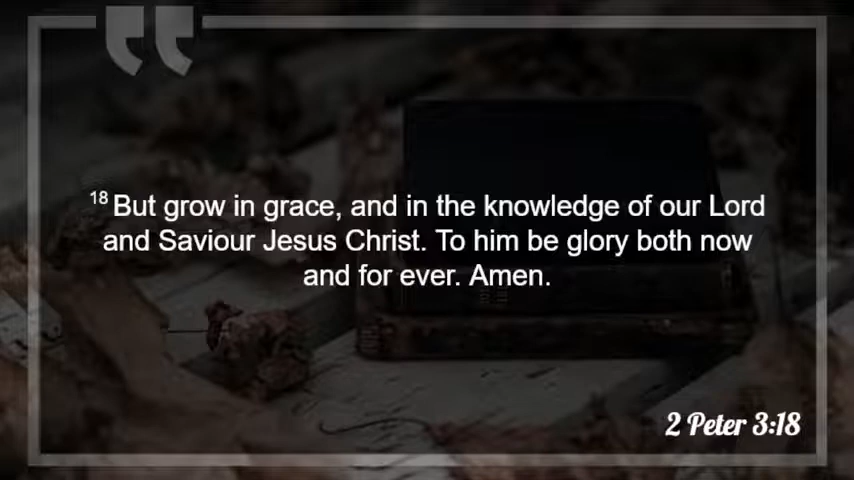 18 But grow in grace, and in the knowledge of our Lord
and Saviour Jesus Christ. To him be glory both now
and for ever. Amen.
2 Peter 3:18